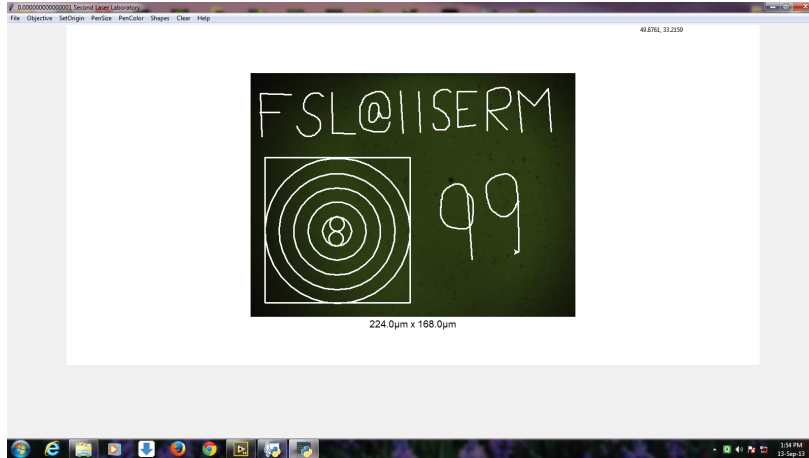 0.000000000000001 Second Laser Laboratory
File Objective SetOrigin PenSize PenColor Shapes Clear Help
49.8761, 33.2159
FSL@IISERM
8
99
224.0µm x 168.0µm
1:54 PM
13-Sep-13